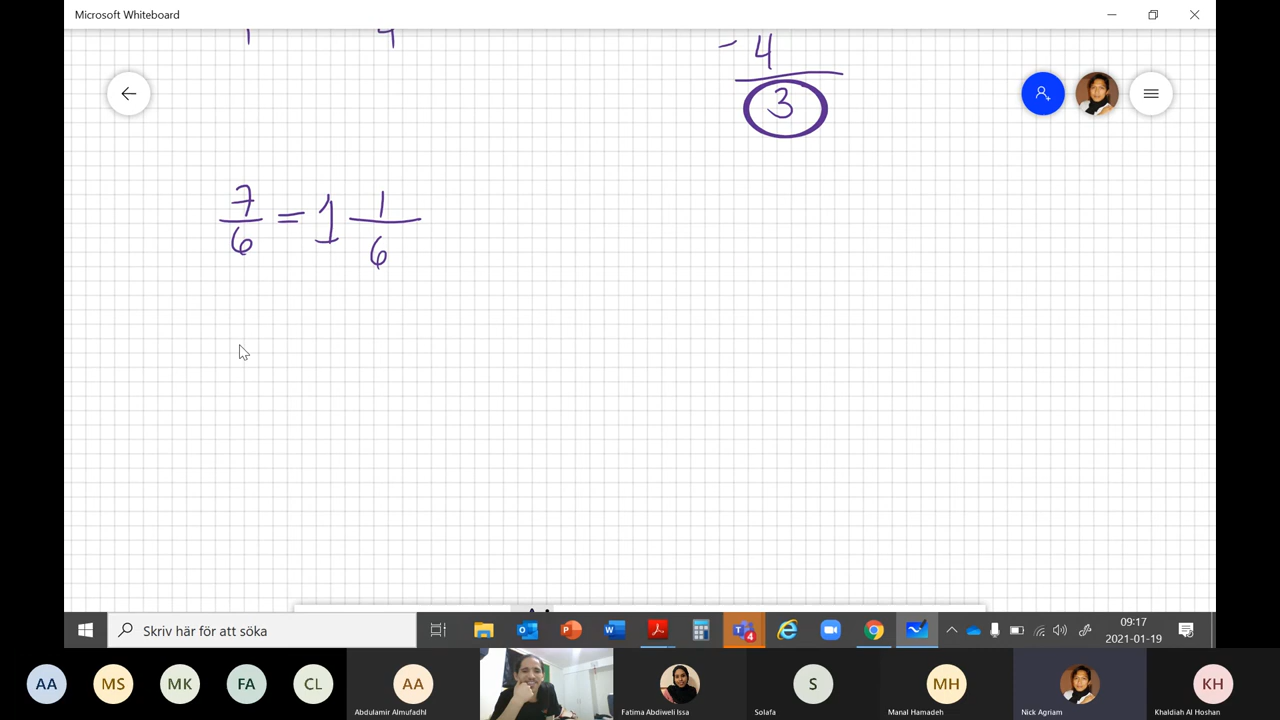 Microsoft Whiteboard
- 4
3
7/6 = 1 1/6
Skriv här för att söka
4
09:17
2021-01-19
AA
MS
MK
FA
CL
AA
S
MH
KH
Abdulamir Almufadhl
Fatima Abdiweli Issa
Solafa
Manal Hamadeh
Nick Agriam
Khaldiah Al Hoshan